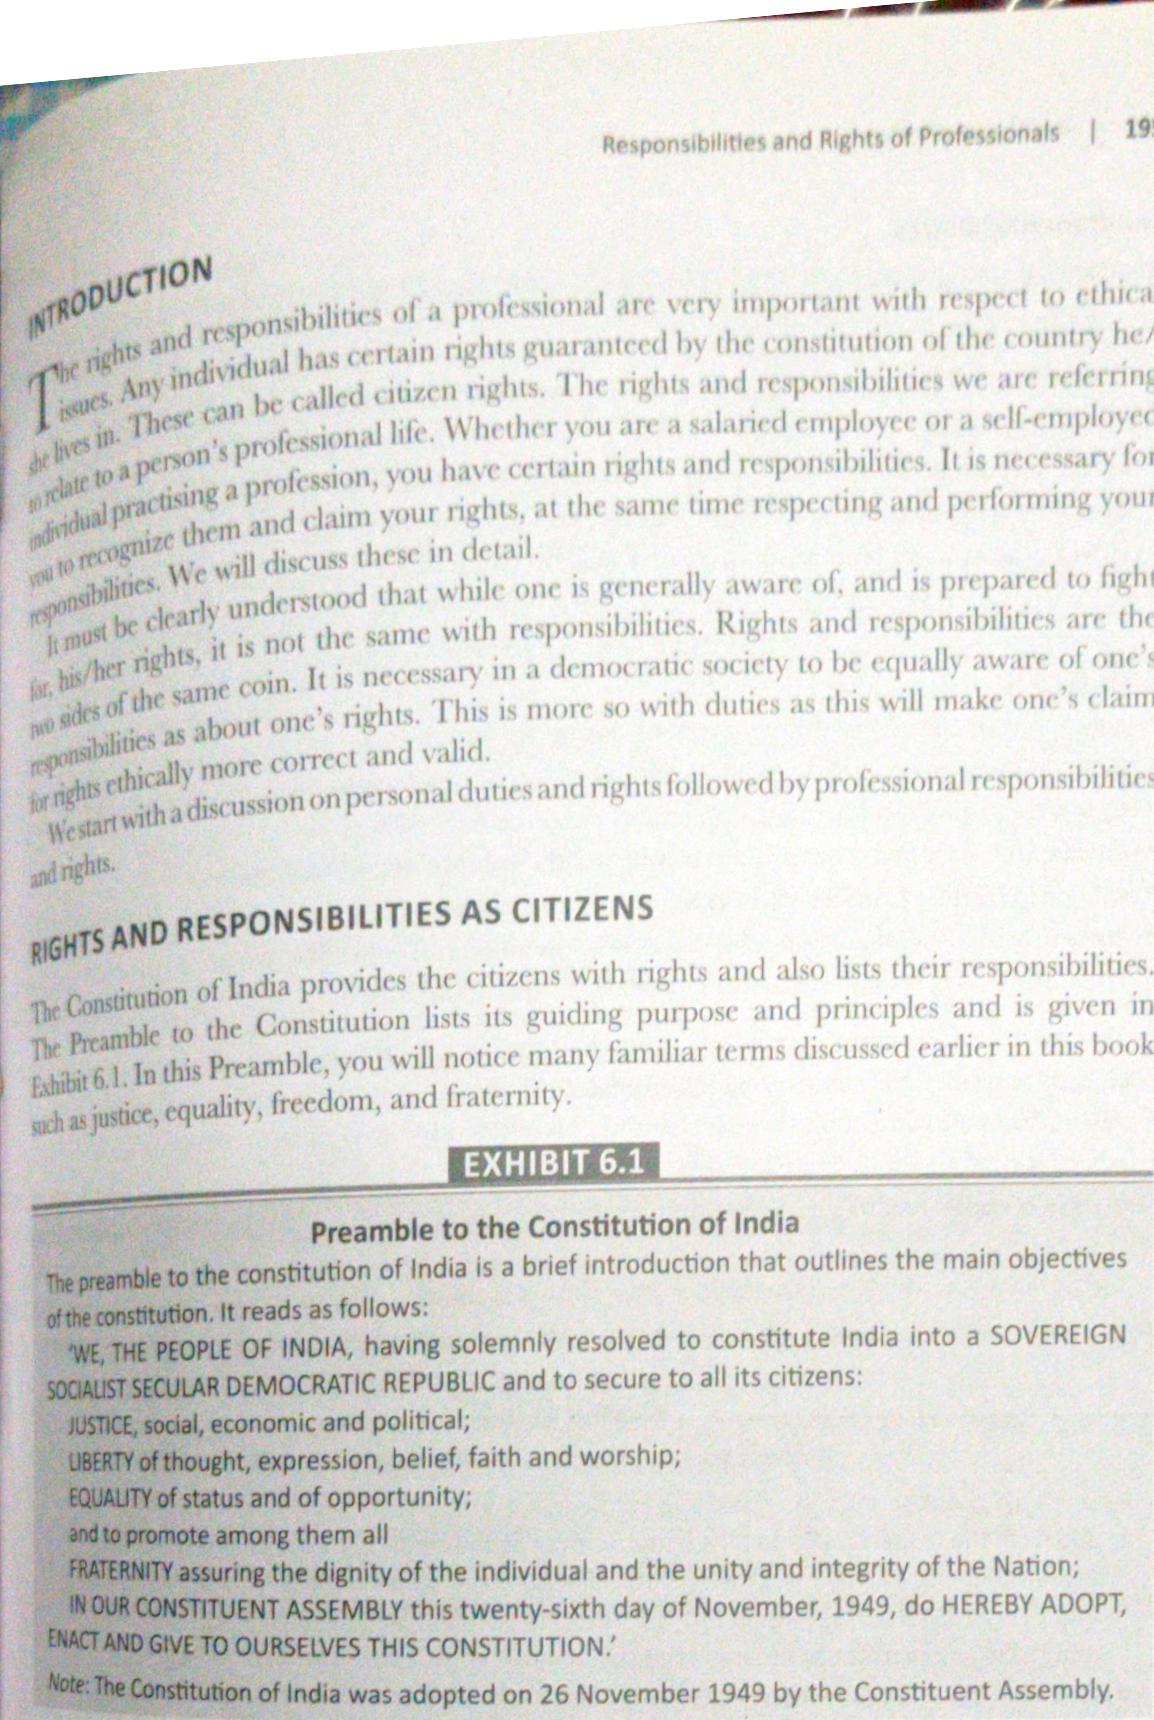 Responsibilities and Rights of Professionals | 19
INTRODUCTION
The rights and responsibilities of a professional are very important with respect to ethica
issues. Any individual has certain rights guaranteed by the constitution of the country he/
she lives in. These can be called citizen rights. The rights and responsibilities we are referring
to relate to a person's professional life. Whether you are a salaried employee or a self-employed
individual practising a profession, you have certain rights and responsibilities. It is necessary for
you to recognize them and claim your rights, at the same time respecting and performing your
responsibilities. We will discuss these in detail.
It must be clearly understood that while one is generally aware of, and is prepared to fight
for, his/her rights, it is not the same with responsibilities. Rights and responsibilities are the
two sides of the same coin. It is necessary in a democratic society to be equally aware of one's
responsibilities as about one's rights. This is more so with duties as this will make one's claim
for rights ethically more correct and valid.
We start with a discussion on personal duties and rights followed by professional responsibilities
and rights.
RIGHTS AND RESPONSIBILITIES AS CITIZENS
The Constitution of India provides the citizens with rights and also lists their responsibilities.
The Preamble to the Constitution lists its guiding purpose and principles and is given in
Exhibit 6.1. In this Preamble, you will notice many familiar terms discussed earlier in this book
such as justice, equality, freedom, and fraternity.
EXHIBIT 6.1
Preamble to the Constitution of India
The preamble to the constitution of India is a brief introduction that outlines the main objectives
of the constitution. It reads as follows:
'WE, THE PEOPLE OF INDIA, having solemnly resolved to constitute India into a SOVEREIGN
SOCIALIST SECULAR DEMOCRATIC REPUBLIC and to secure to all its citizens:
JUSTICE, social, economic and political;
LIBERTY of thought, expression, belief, faith and worship;
EQUALITY of status and of opportunity;
and to promote among them all
FRATERNITY assuring the dignity of the individual and the unity and integrity of the Nation;
IN OUR CONSTITUENT ASSEMBLY this twenty-sixth day of November, 1949, do HEREBY ADOPT,
ENACT AND GIVE TO OURSELVES THIS CONSTITUTION.'
Note: The Constitution of India was adopted on 26 November 1949 by the Constituent Assembly.